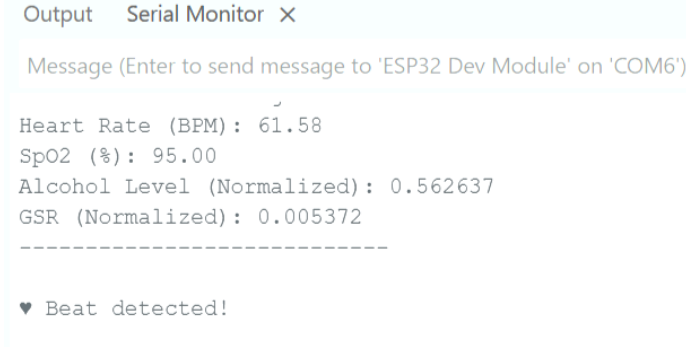 Output Serial Monitor ×
Message (Enter to send message to 'ESP32 Dev Module' on 'COM6')
Heart Rate (BPM): 61.58
SpO2 (%): 95.00
Alcohol Level (Normalized): 0.562637
GSR (Normalized): 0.005372
----------------------------
♥ Beat detected!